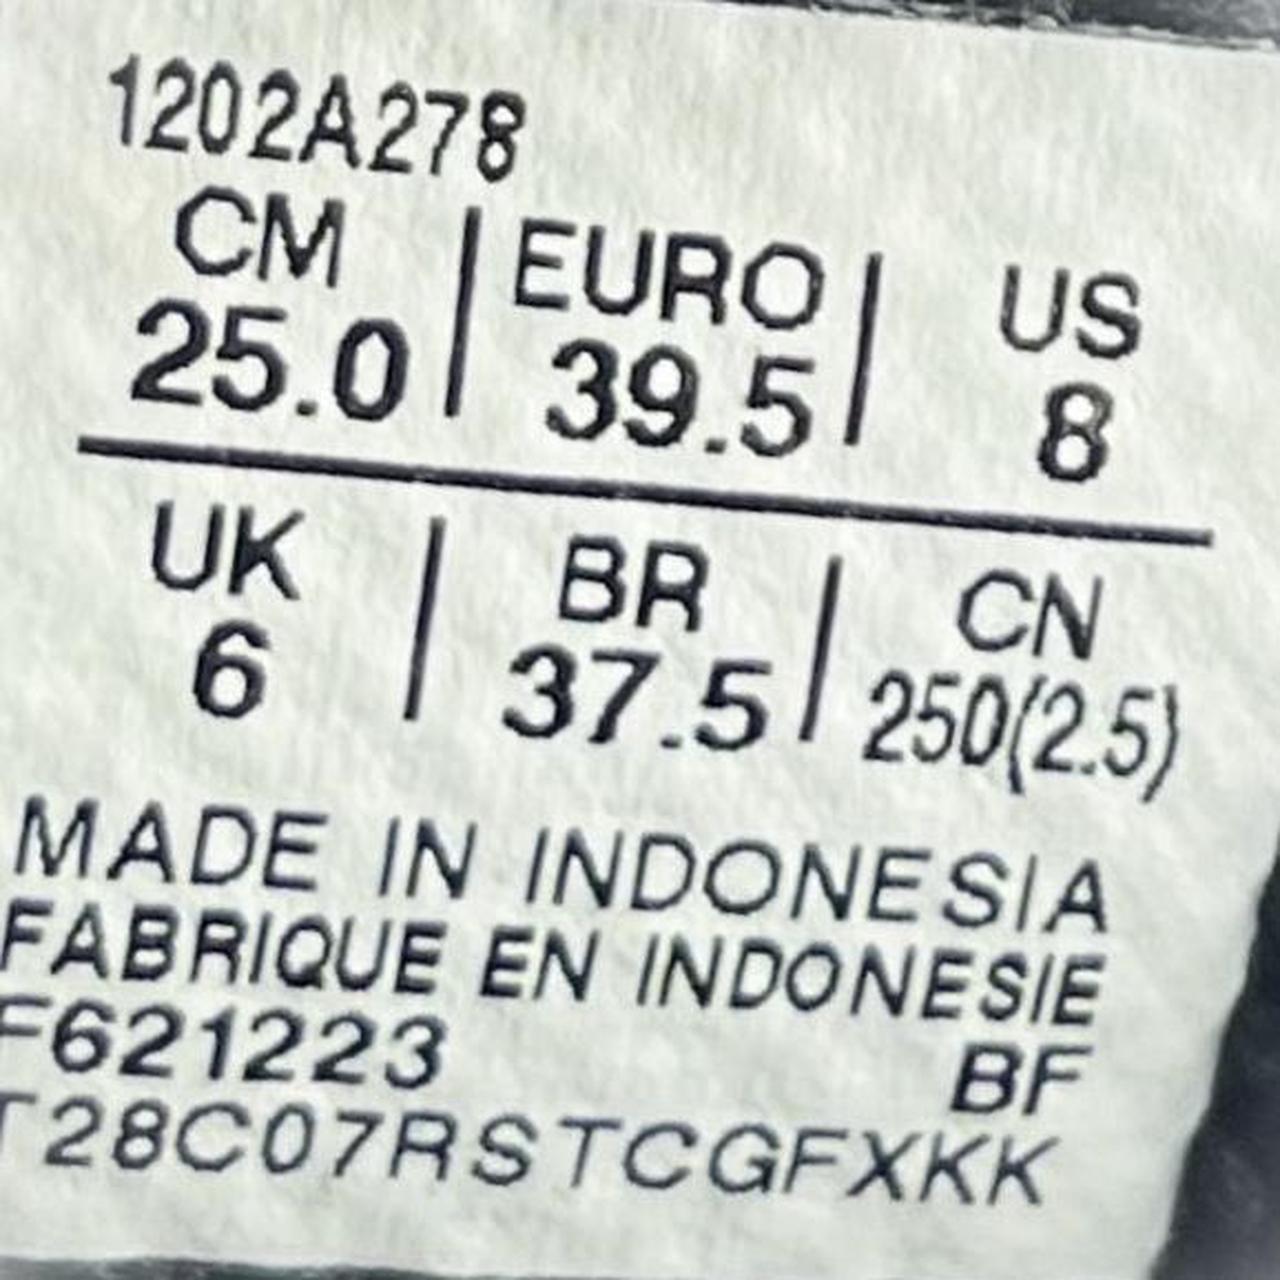 1202A278
CM | EURO | US
25.0 | 39.5 | 8
UK | BR | CN
6 | 37.5 | 250(2.5)
MADE IN INDONESIA
FABRIQUE EN INDONESIE
F621223 BF
T28C07RSTCGFXKK